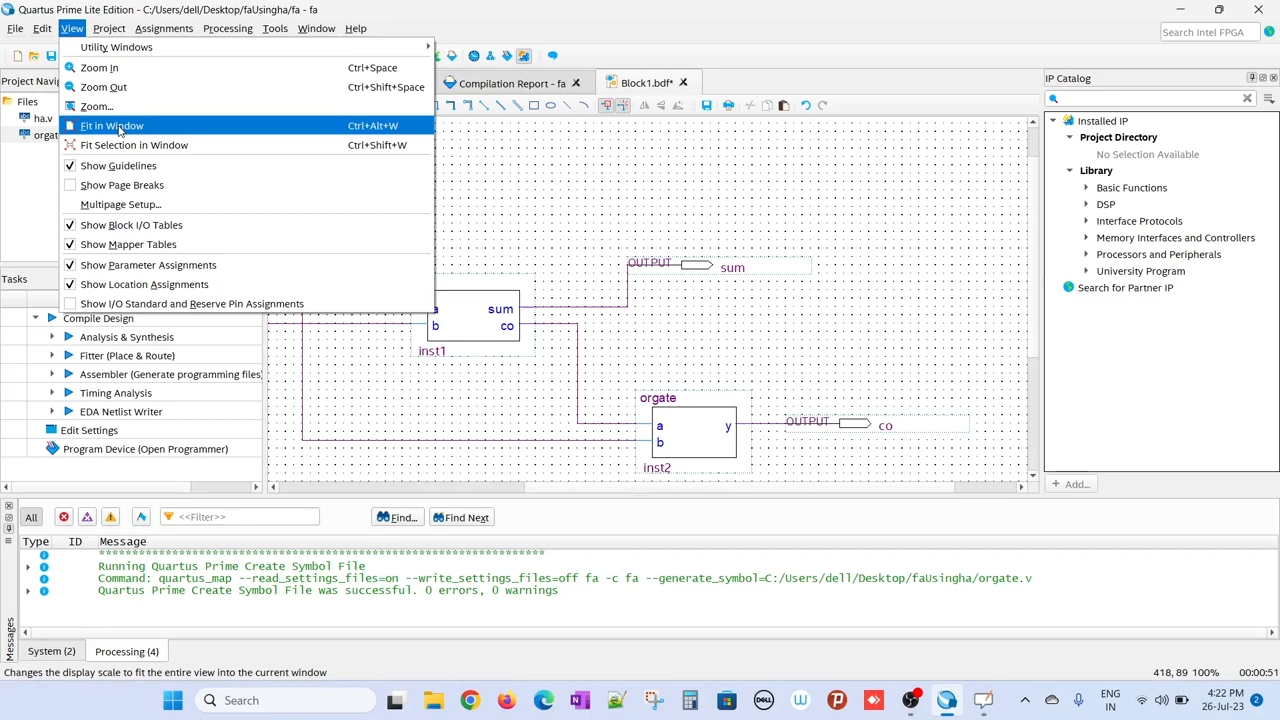 Quartus Prime Lite Edition - C:/Users/dell/Desktop/faUsingha/fa - fa
File Edit View Project Assignments Processing Tools Window Help
Search Intel FPGA
Utility Windows
Zoom In Ctrl+Space
Zoom Out Ctrl+Shift+Space
Zoom...
Fit in Window Ctrl+Alt+W
Fit Selection in Window Ctrl+Shift+W
Show Guidelines
Show Page Breaks
Multipage Setup...
Show Block I/O Tables
Show Mapper Tables
Show Parameter Assignments
Show Location Assignments
Show I/O Standard and Reserve Pin Assignments
Project Navi
Files
ha.v
orgat
Tasks
Compile Design
Analysis & Synthesis
Fitter (Place & Route)
Assembler (Generate programming files)
Timing Analysis
EDA Netlist Writer
Edit Settings
Program Device (Open Programmer)
Compilation Report - fa
Block1.bdf*
OUTPUT sum
a sum
b co
inst1
orgate
a y
b
inst2
OUTPUT co
IP Catalog
Installed IP
Project Directory
No Selection Available
Library
Basic Functions
DSP
Interface Protocols
Memory Interfaces and Controllers
Processors and Peripherals
University Program
Search for Partner IP
+ Add...
All <<Filter>> Find... Find Next
Type ID Message
Running Quartus Prime Create Symbol File
Command: quartus_map --read_settings_files=on --write_settings_files=off fa -c fa --generate_symbol=C:/Users/dell/Desktop/faUsingha/orgate.v
Quartus Prime Create Symbol File was successful. 0 errors, 0 warnings
Messages
System (2) Processing (4)
Changes the display scale to fit the entire view into the current window
418, 89 100% 00:00:51
Search
DELL
ENG
IN
4:22 PM
26-Jul-23
2